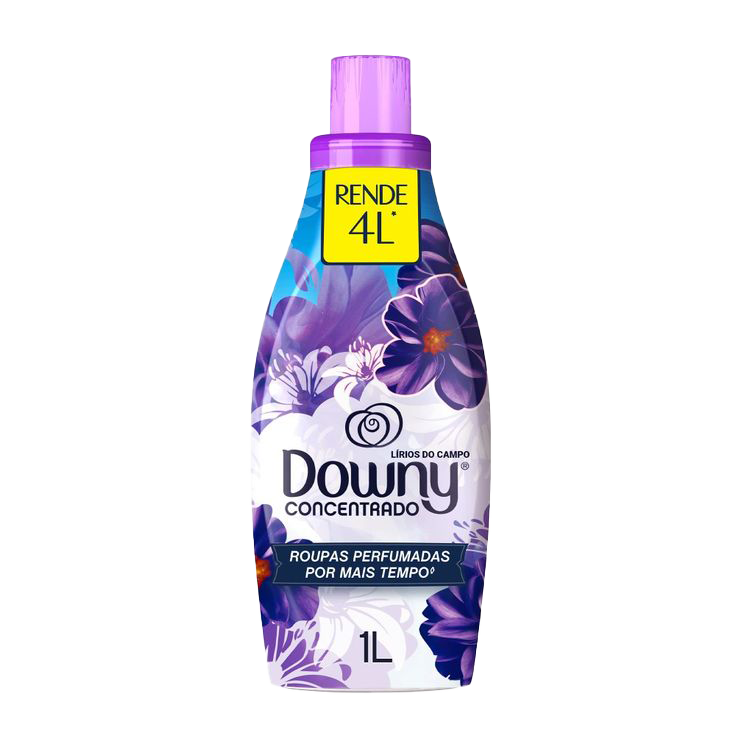 RENDE
4L*
LÍRIOS DO CAMPO
Downy®
CONCENTRADO
ROUPAS PERFUMADAS
POR MAIS TEMPO◊
1L